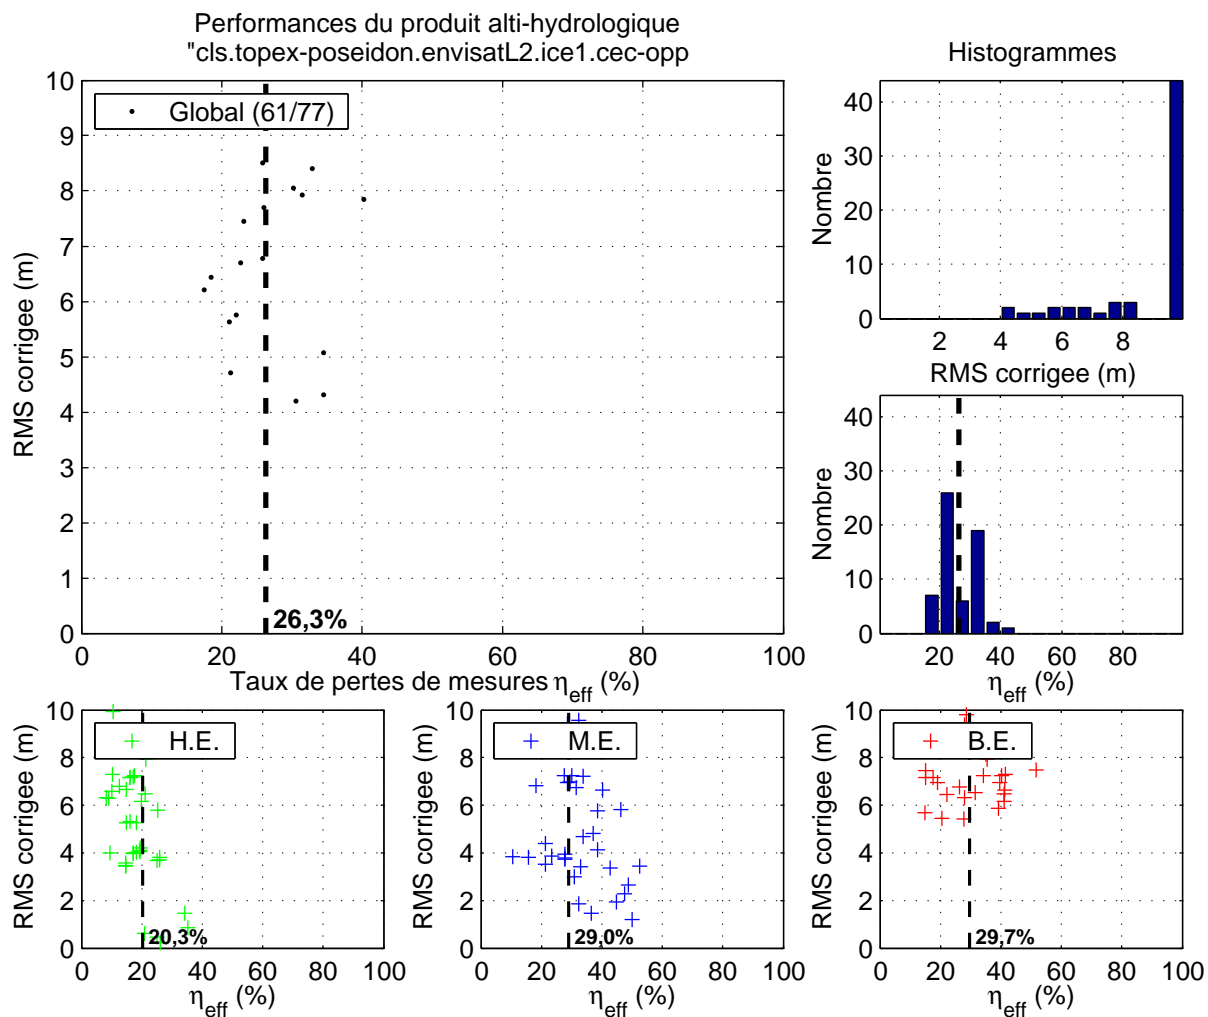 Performances du produit alti-hydrologique
"cls.topex-poseidon.envisatL2.ice1.cec-opp
Global (61/77)
RMS corrigee (m)
10
9
8
7
6
5
4
3
2
1
0
26,3%
0 20 40 60 80 100
Taux de pertes de mesures η_eff (%)
Histogrammes
Nombre
40
30
20
10
0
2 4 6 8
RMS corrigee (m)
Nombre
40
30
20
10
0
20 40 60 80
η_eff (%)
H.E.
RMS corrigee (m)
10
8
6
4
2
0
20,3%
0 20 40 60 80 100
η_eff (%)
M.E.
RMS corrigee (m)
10
8
6
4
2
0
29,0%
0 20 40 60 80 100
η_eff (%)
B.E.
RMS corrigee (m)
10
8
6
4
2
0
29,7%
0 20 40 60 80 100
η_eff (%)